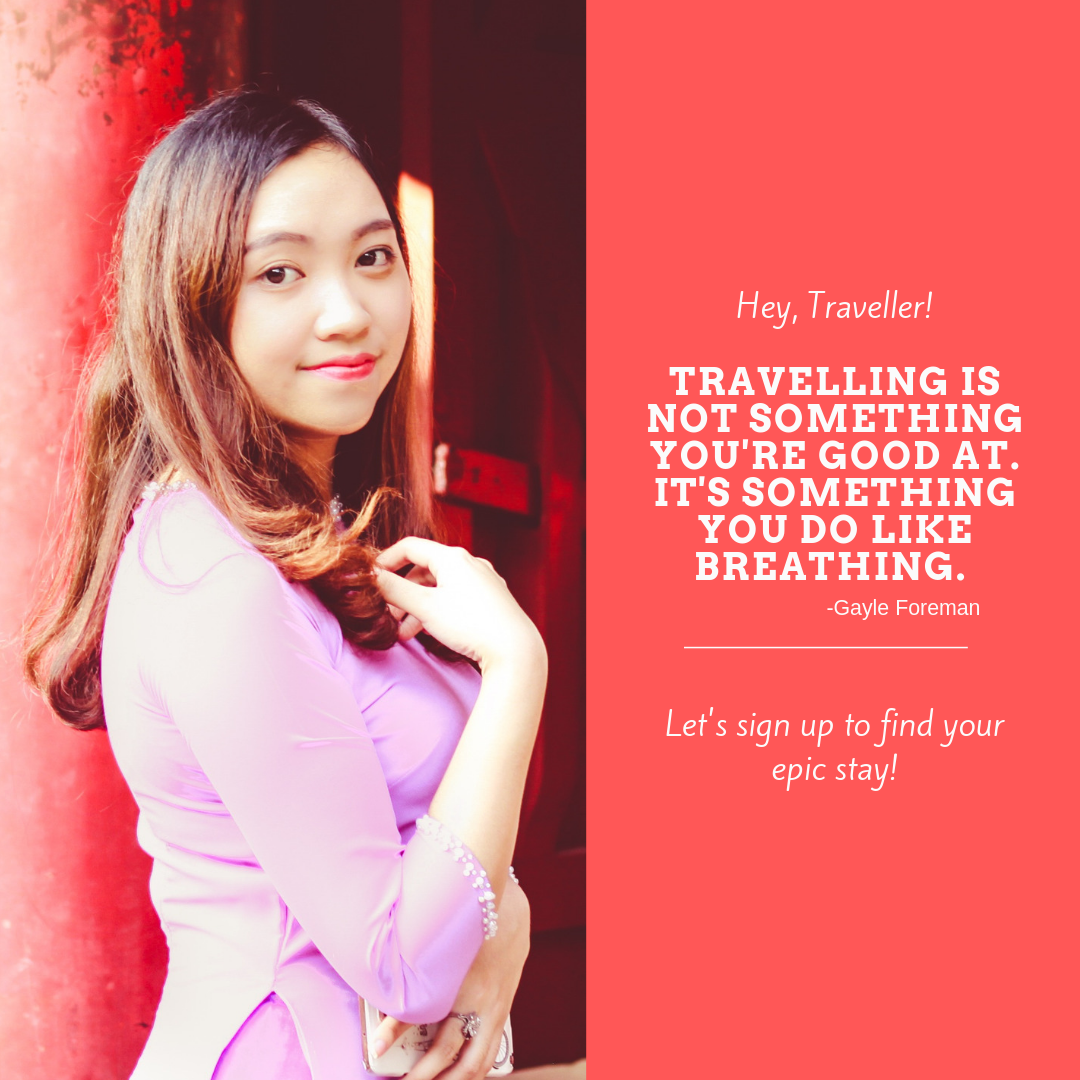 Hey, Traveller!
TRAVELLING IS
NOT SOMETHING
YOU'RE GOOD AT.
IT'S SOMETHING
YOU DO LIKE
BREATHING.
-Gayle Foreman
Let's sign up to find your
epic stay!